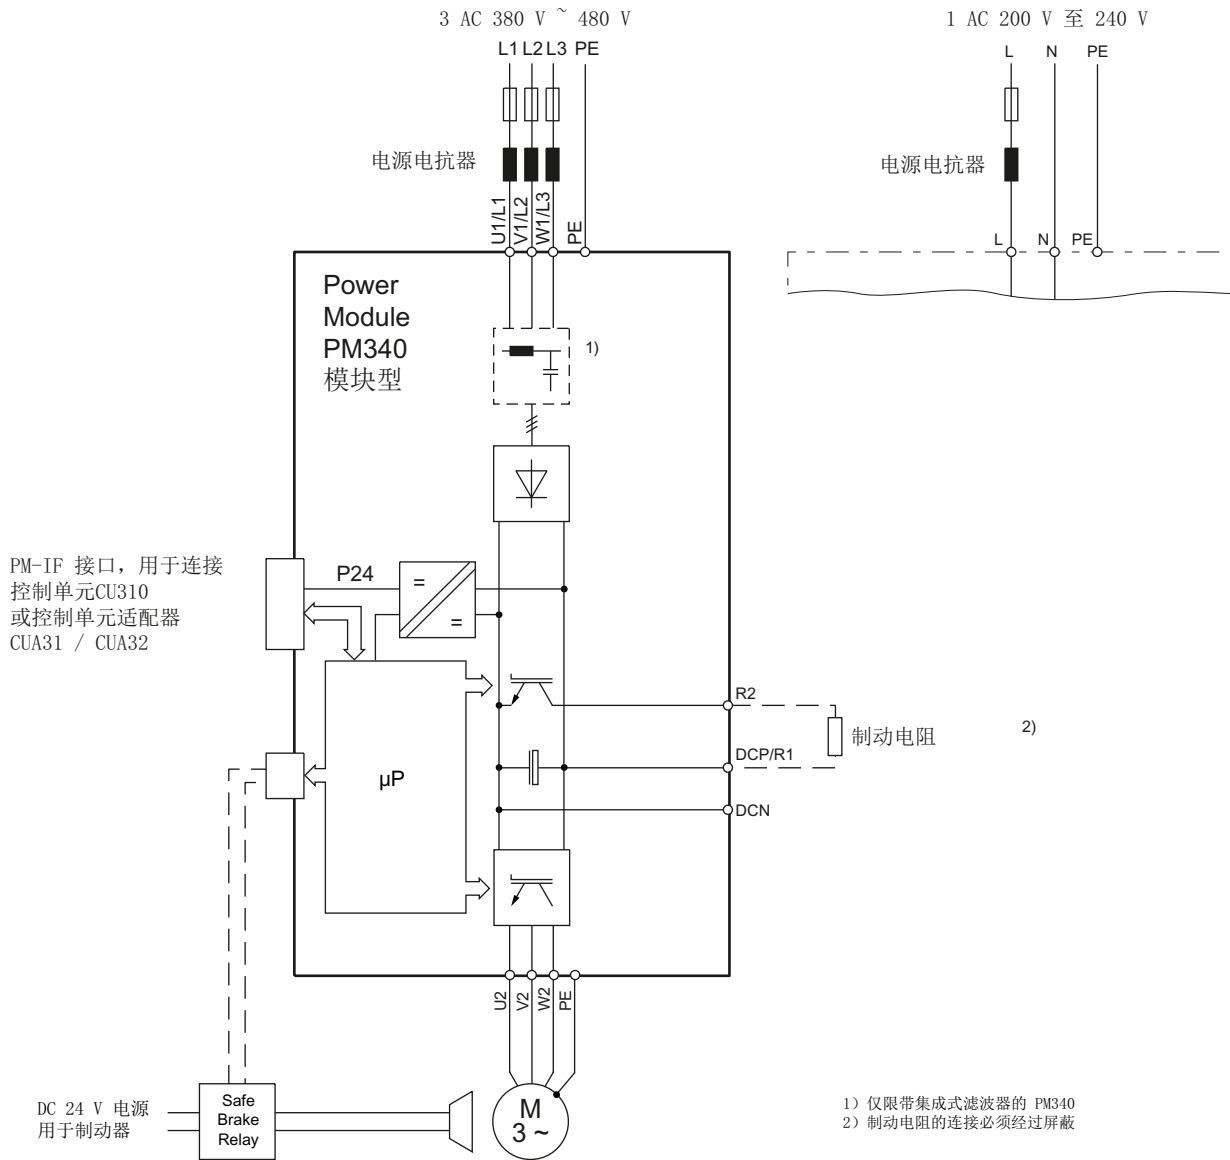 3 AC 380 V ~ 480 V
1 AC 200 V 至 240 V
L1 L2 L3 PE
L N PE
电源电抗器
电源电抗器
U1/L1
V1/L2
W1/L3
PE
L N PE
Power
Module
PM340
模块型
1)
PM-IF 接口，用于连接
控制单元CU310
或控制单元适配器
CUA31 / CUA32
P24
=
=
R2
制动电阻
2)
DCP/R1
µP
DCN
U2
V2
W2
PE
DC 24 V 电源
用于制动器
Safe
Brake
Relay
M
3 ~
1) 仅限带集成式滤波器的 PM340
2) 制动电阻的连接必须经过屏蔽